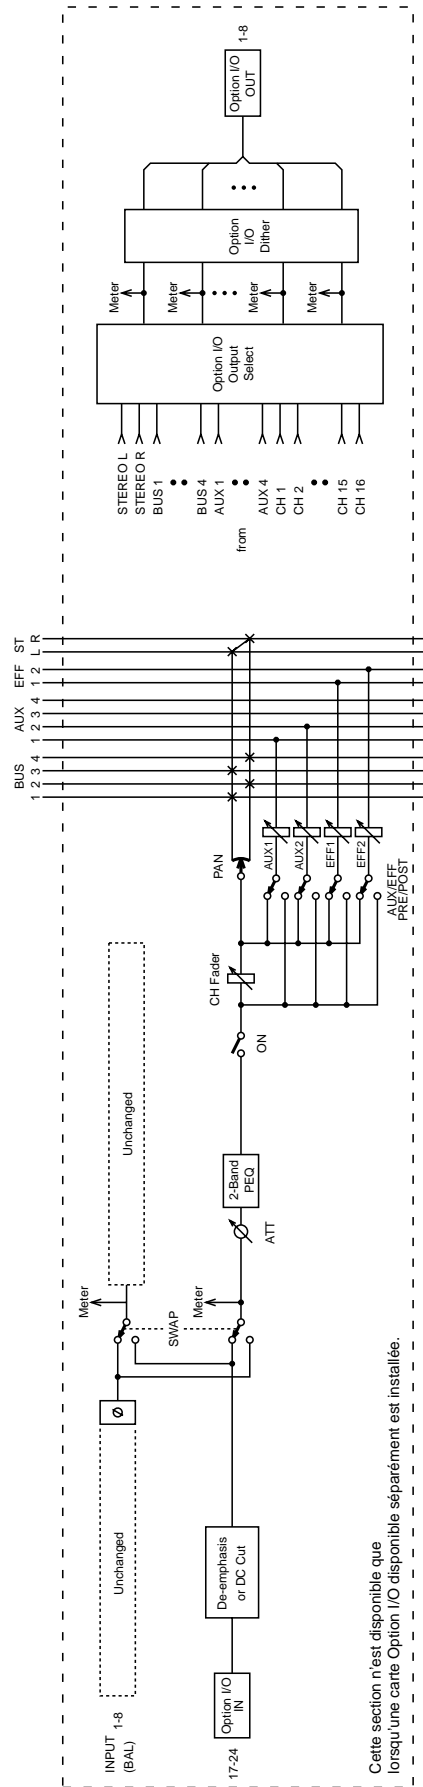 INPUT 1-8
(BAL)
Unchanged
Ø
Meter
Unchanged
SWAP
17-24
Option I/O
IN
De-emphasis
or DC Cut
Meter
ATT
2-Band
PEQ
ON
CH Fader
PAN
AUX1
AUX2
EFF1
EFF2
AUX/EFF
PRE/POST
BUS
AUX
EFF
ST
1
2
3
4
1
2
3
4
1
2
L
R
from
STEREO L
STEREO R
BUS 1
BUS 4
AUX 1
AUX 4
CH 1
CH 2
CH 15
CH 16
Option I/O
Output
Select
Meter
Meter
Meter
Meter
Option
I/O
Dither
Option I/O
OUT
1-8
Cette section n'est disponible que
lorsqu'une carte Option I/O disponible séparément est installée.